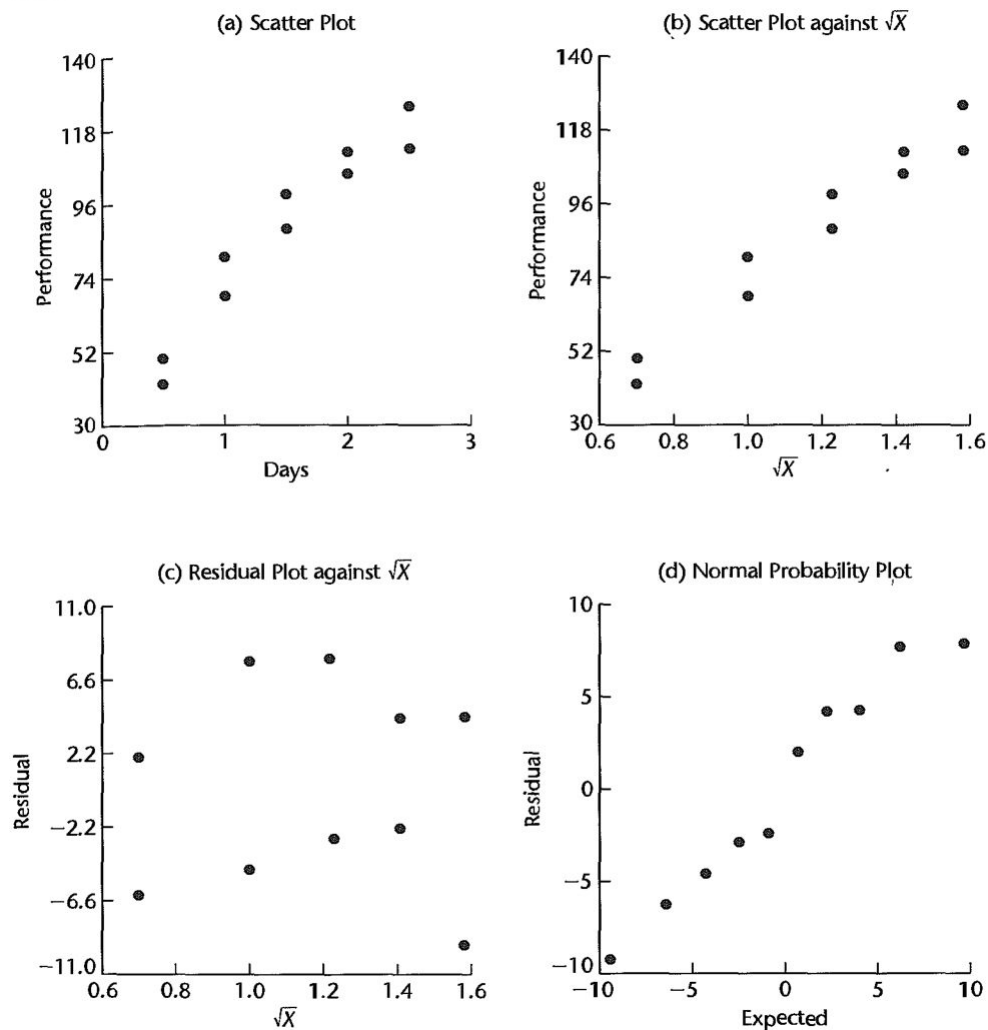 (a) Scatter Plot
140
118
96
74
52
30
Performance
0 1 2 3
Days
(b) Scatter Plot against √X
140
118
96
74
52
30
Performance
0.6 0.8 1.0 1.2 1.4 1.6
√X
(c) Residual Plot against √X
11.0
6.6
2.2
−2.2
−6.6
−11.0
Residual
0.6 0.8 1.0 1.2 1.4 1.6
√X
(d) Normal Probability Plot
10
5
0
−5
−10
Residual
−10 −5 0 5 10
Expected